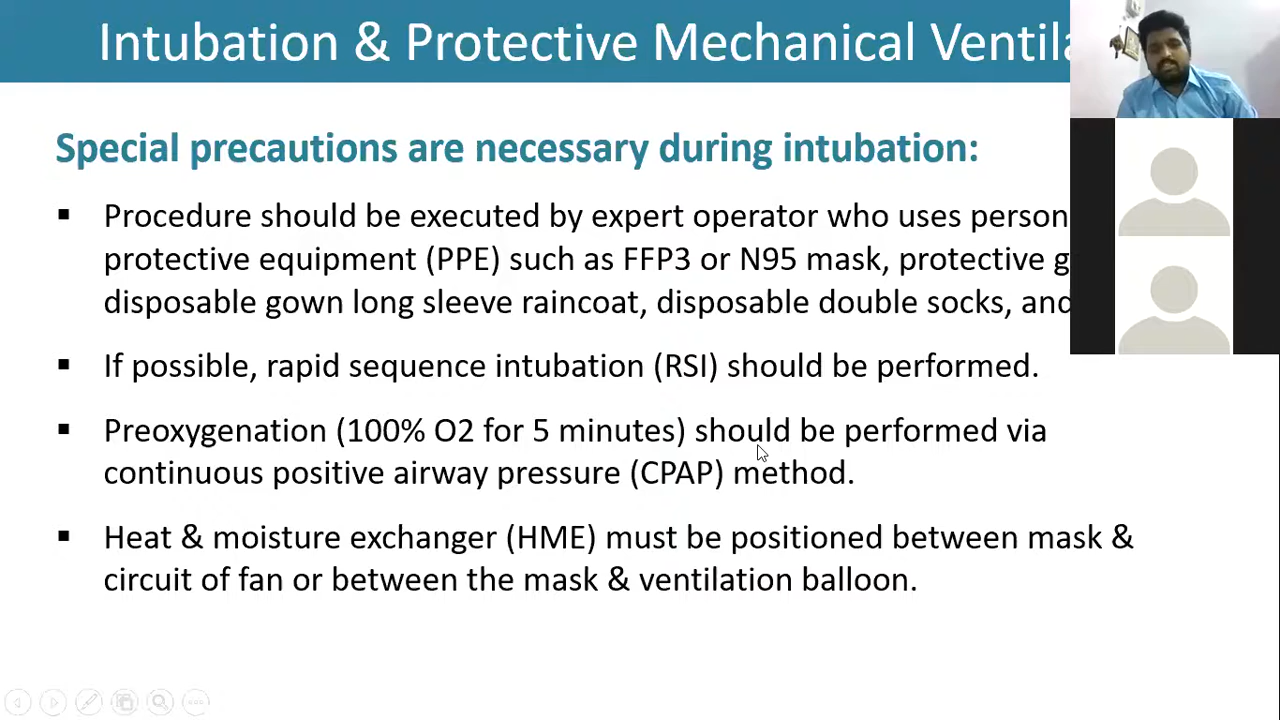 Intubation & Protective Mechanical
Special precautions are necessary during intubation:
Procedure should be executed by expert operator who uses
protective equipment (PPE) such as FFP3 or N95 mask, protective
disposable gown long sleeve raincoat, disposable double socks, and
If possible, rapid sequence intubation (RSI) should be performed.
Preoxygenation (100% O2 for 5 minutes) should be performed via
continuous positive airway pressure (CPAP) method.
Heat & moisture exchanger (HME) must be positioned between mask &
circuit of fan or between the mask & ventilation balloon.